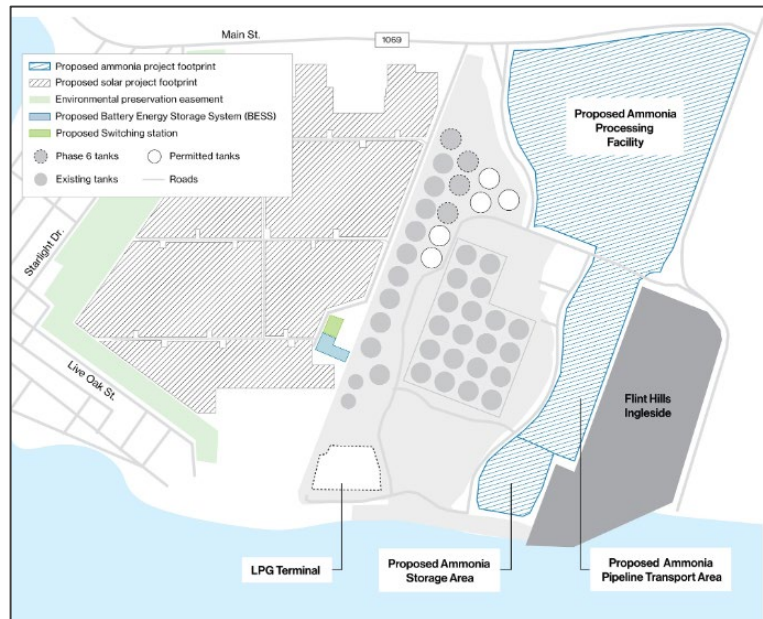 Main St.
1069
Proposed ammonia project footprint
Proposed solar project footprint
Environmental preservation easement
Proposed Battery Energy Storage System (BESS)
Proposed Switching station
Phase 6 tanks
Permitted tanks
Existing tanks
Roads
Proposed Ammonia
Processing
Facility
Starlight Dr.
Live Oak St.
Flint Hills
Ingleside
LPG Terminal
Proposed Ammonia
Storage Area
Proposed Ammonia
Pipeline Transport Area